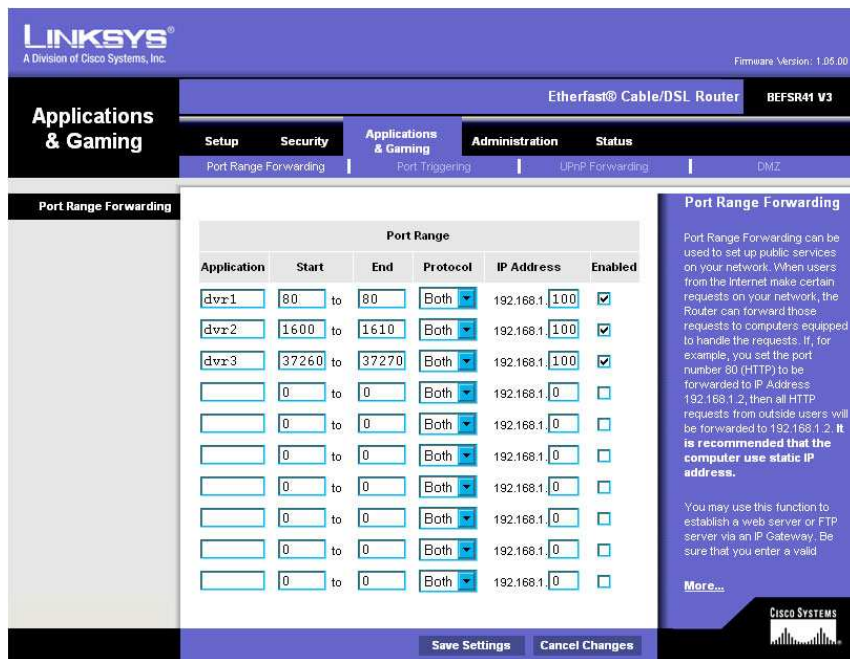 LINKSYS®
A Division of Cisco Systems, Inc.
Firmware Version: 1.05.00
Etherfast® Cable/DSL Router BEFSR41 V3
Applications & Gaming
Setup Security Applications & Gaming Administration Status
Port Range Forwarding Port Triggering UPnP Forwarding DMZ
Port Range Forwarding
Port Range
Application Start End Protocol IP Address Enabled
dvr1 80 to 80 Both 192.168.1. 100
dvr2 1600 to 1610 Both 192.168.1. 100
dvr3 37260 to 37270 Both 192.168.1. 100
0 to 0 Both 192.168.1. 0
0 to 0 Both 192.168.1. 0
0 to 0 Both 192.168.1. 0
0 to 0 Both 192.168.1. 0
0 to 0 Both 192.168.1. 0
0 to 0 Both 192.168.1. 0
0 to 0 Both 192.168.1. 0
Port Range Forwarding
Port Range Forwarding can be
used to set up public services
on your network. When users
from the Internet make certain
requests on your network, the
Router can forward those
requests to computers equipped
to handle the requests. If, for
example, you set the port
number 80 (HTTP) to be
forwarded to IP Address
192.168.1.2, then all HTTP
requests from outside users will
be forwarded to 192.168.1.2. It
is recommended that the
computer use static IP
address.
You may use this function to
establish a web server or FTP
server via an IP Gateway. Be
sure that you enter a valid
More...
Save Settings Cancel Changes
CISCO SYSTEMS